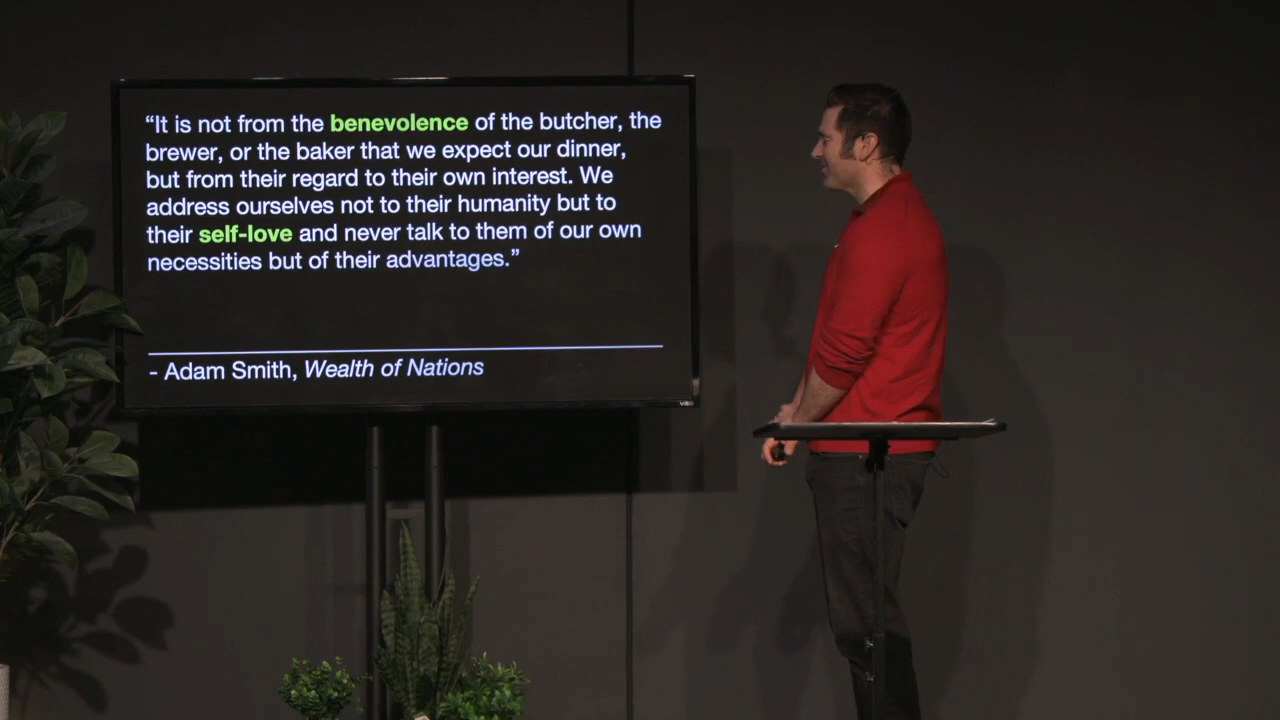 “It is not from the benevolence of the butcher, the
brewer, or the baker that we expect our dinner,
but from their regard to their own interest. We
address ourselves not to their humanity but to
their self-love and never talk to them of our own
necessities but of their advantages.”
- Adam Smith, Wealth of Nations
VIZIO